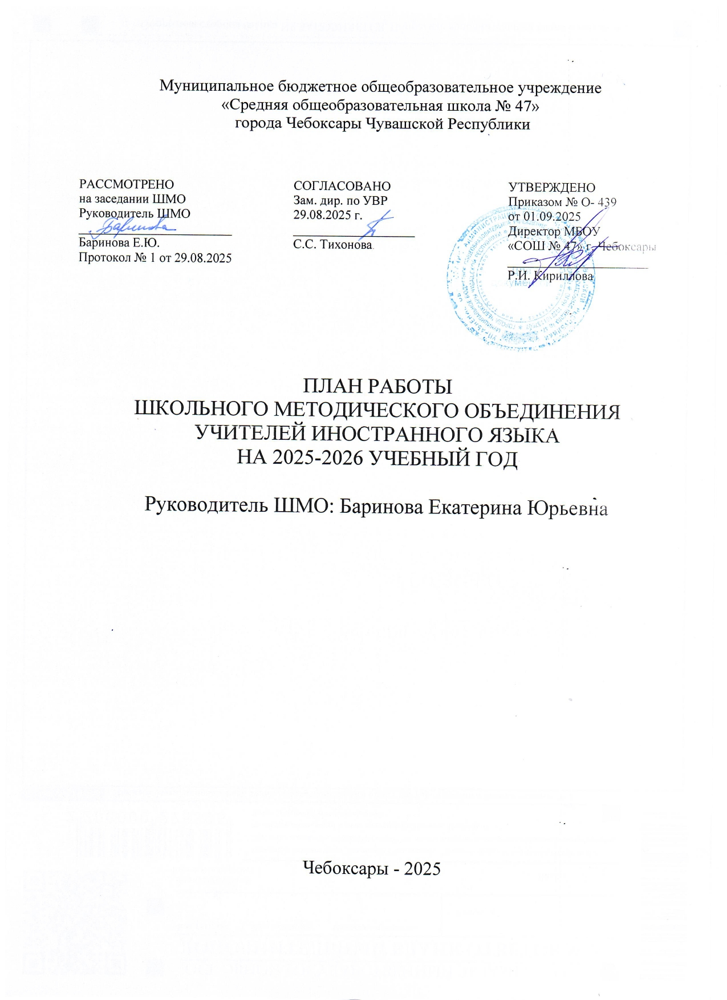 Муниципальное бюджетное общеобразовательное учреждение
«Средняя общеобразовательная школа № 47»
города Чебоксары Чувашской Республики
РАССМОТРЕНО
на заседании ШМО
Руководитель ШМО
Баринова Е.Ю.
Протокол № 1 от 29.08.2025
СОГЛАСОВАНО
Зам. дир. по УВР
29.08.2025 г.
С.С. Тихонова
УТВЕРЖДЕНО
Приказом № О- 439
от 01.09.2025
Директор МБОУ
«СОШ № 47» г. Чебоксары
Р.И. Кириллова
ПЛАН РАБОТЫ
ШКОЛЬНОГО МЕТОДИЧЕСКОГО ОБЪЕДИНЕНИЯ
УЧИТЕЛЕЙ ИНОСТРАННОГО ЯЗЫКА
НА 2025-2026 УЧЕБНЫЙ ГОД
Руководитель ШМО: Баринова Екатерина Юрьевна
Чебоксары - 2025